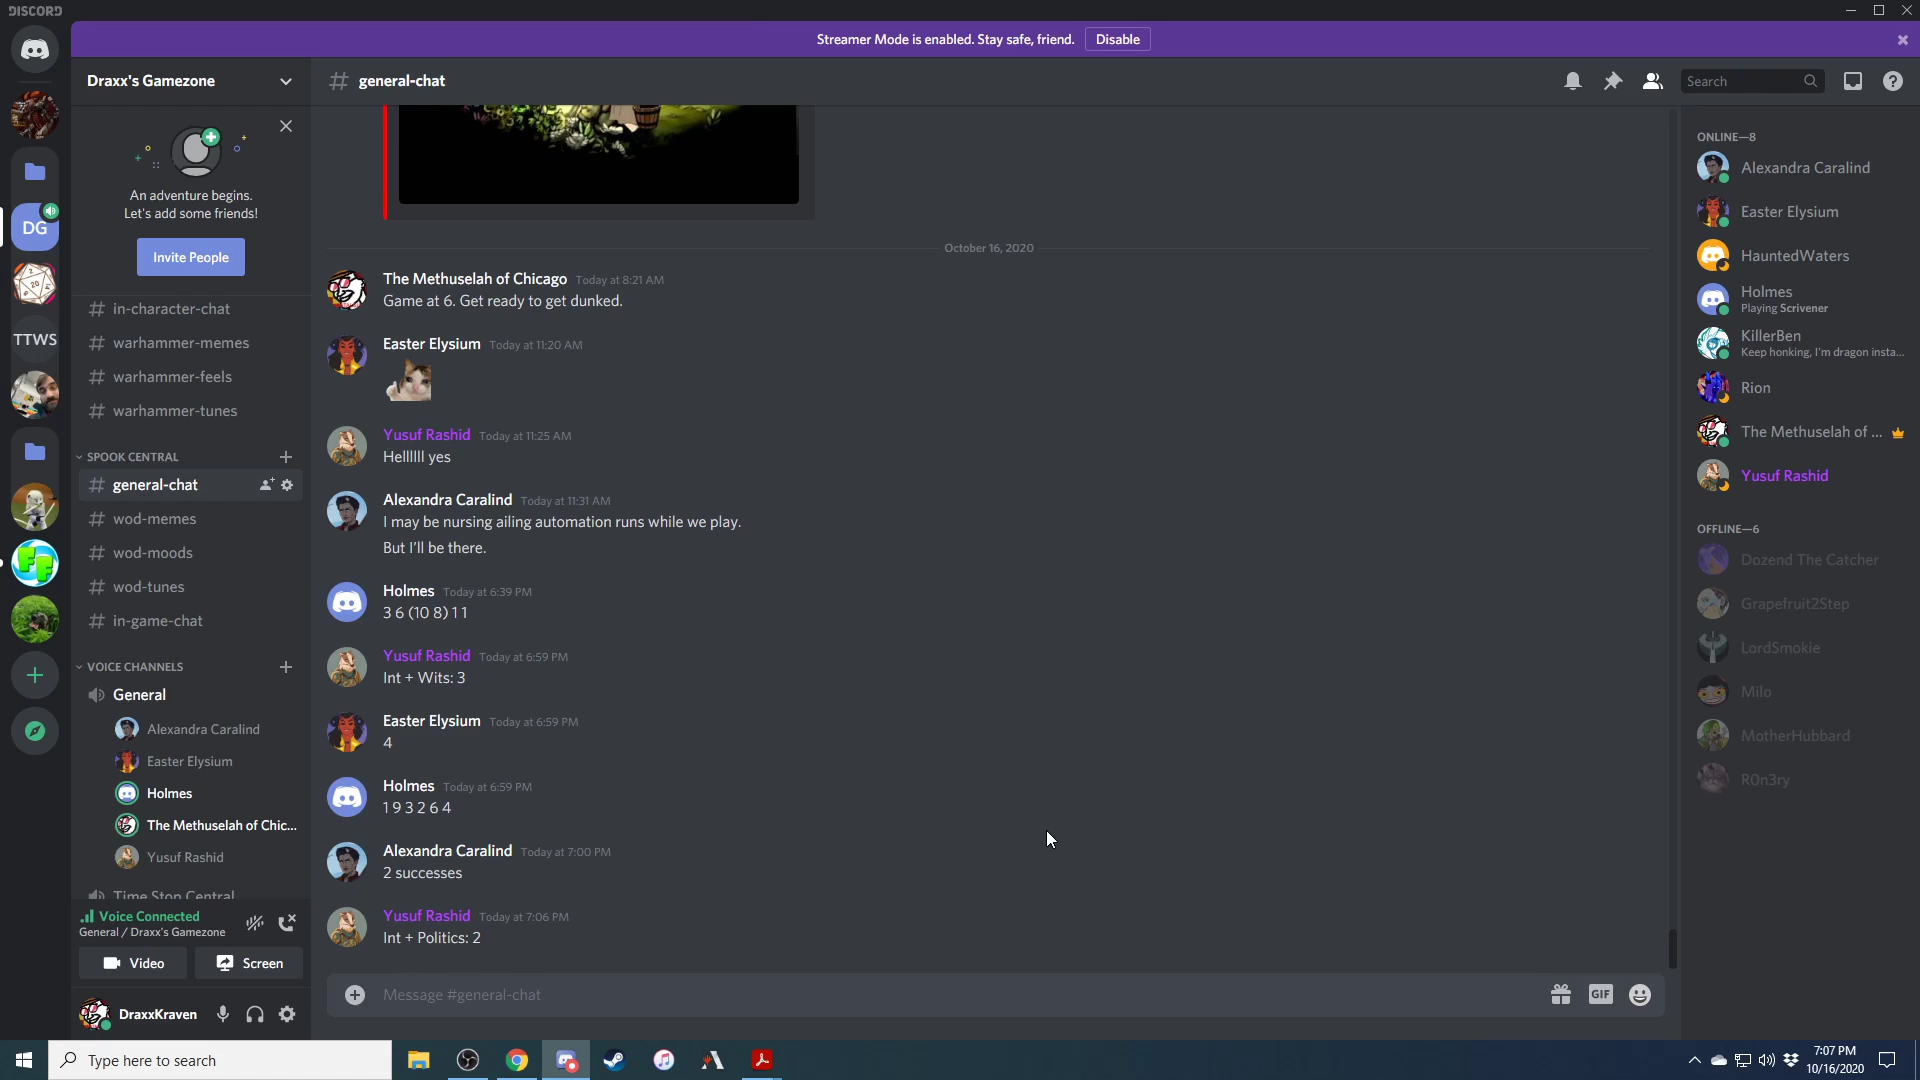 DISCORD
Streamer Mode is enabled. Stay safe, friend.
Disable
Draxx's Gamezone
general-chat
Search
An adventure begins.
Let's add some friends!
Invite People
DG
20
TTWS
FF
in-character-chat
warhammer-memes
warhammer-feels
warhammer-tunes
SPOOK CENTRAL
general-chat
wod-memes
wod-moods
wod-tunes
in-game-chat
VOICE CHANNELS
General
Alexandra Caralind
Easter Elysium
Holmes
The Methuselah of Chic...
Yusuf Rashid
Time Stop Central
Voice Connected
General / Draxx's Gamezone
Video
Screen
DraxxKraven
October 16, 2020
The Methuselah of Chicago Today at 8:21 AM
Game at 6. Get ready to get dunked.
Easter Elysium Today at 11:20 AM
Yusuf Rashid Today at 11:25 AM
Hellllll yes
Alexandra Caralind Today at 11:31 AM
I may be nursing ailing automation runs while we play.
But I'll be there.
Holmes Today at 6:39 PM
3 6 (10 8) 1 1
Yusuf Rashid Today at 6:59 PM
Int + Wits: 3
Easter Elysium Today at 6:59 PM
4
Holmes Today at 6:59 PM
1 9 3 2 6 4
Alexandra Caralind Today at 7:00 PM
2 successes
Yusuf Rashid Today at 7:06 PM
Int + Politics: 2
Message #general-chat
GIF
ONLINE—8
Alexandra Caralind
Easter Elysium
HauntedWaters
Holmes
Playing Scrivener
KillerBen
Keep honking, I'm dragon insta...
Rion
The Methuselah of ...
Yusuf Rashid
OFFLINE—6
Dozend The Catcher
Grapefruit2Step
LordSmokie
Milo
MotherHubbard
R0n3ry
Type here to search
7:07 PM
10/16/2020